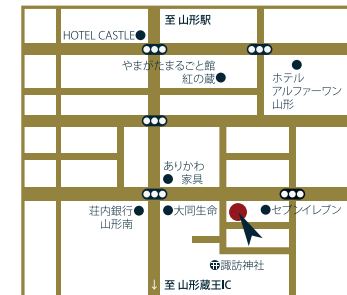 至 山形駅
HOTEL CASTLE
やまがたまるごと館
紅の蔵
ホテル
アルファーワン
山形
ありかわ
家具
荘内銀行
山形南
大同生命
セブンイレブン
諏訪神社
↓ 至 山形蔵王IC